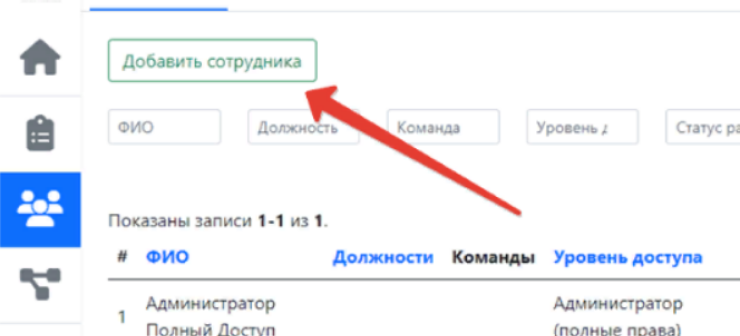 Добавить сотрудника
ФИО Должность Команда Уровень д Статус ра
Показаны записи 1-1 из 1.
# ФИО Должности Команды Уровень доступа
1 Администратор Администратор
Полный Доступ (полные права)